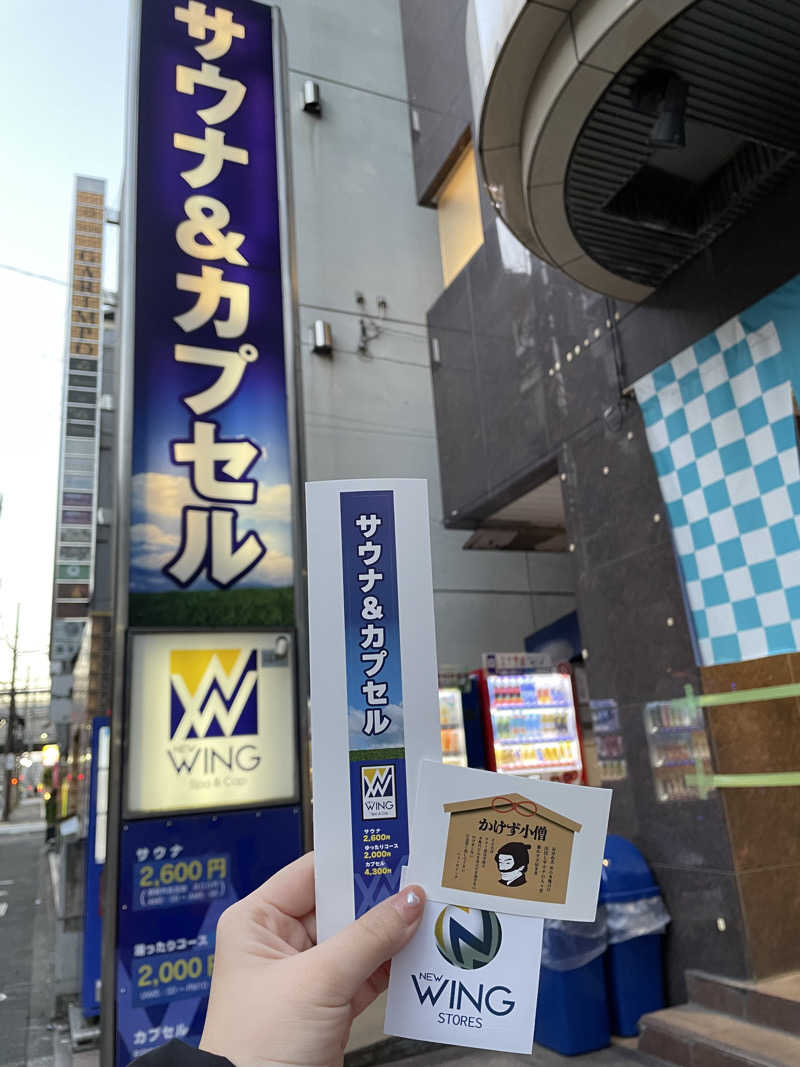 サウナ&カプセル
NEW
WING
Spa & Cap
サウナ
2,600円
湯ったりコース
2,000円
カプセル
サウナ&カプセル
WING
サウナ
2,600円
ゆったりコース
2,000円
カプセル
4,300円
かけず小僧
NEW
WING
STORES